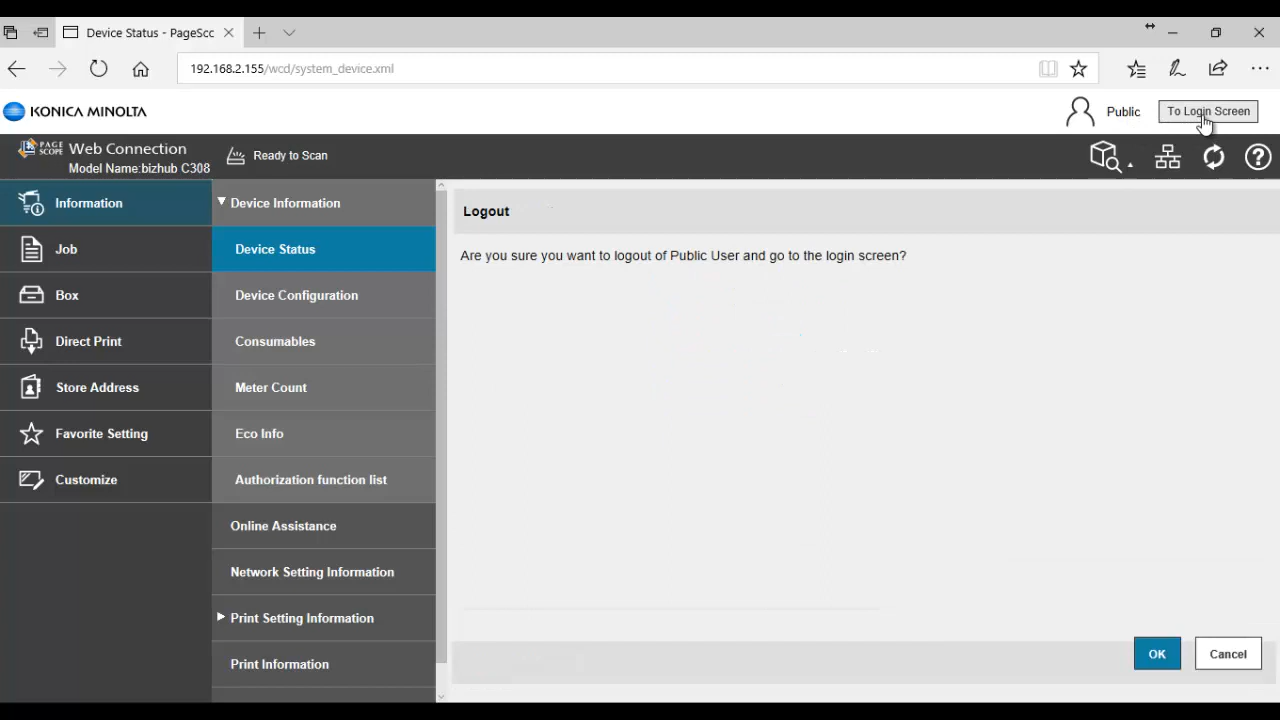 Device Status - PageScc
192.168.2.155/wcd/system_device.xml
KONICA MINOLTA
Public
To Login Screen
PAGE SCOPE Web Connection
Model Name:bizhub C308
Ready to Scan
Information
Job
Box
Direct Print
Store Address
Favorite Setting
Customize
Device Information
Device Status
Device Configuration
Consumables
Meter Count
Eco Info
Authorization function list
Online Assistance
Network Setting Information
Print Setting Information
Print Information
Logout
Are you sure you want to logout of Public User and go to the login screen?
OK
Cancel